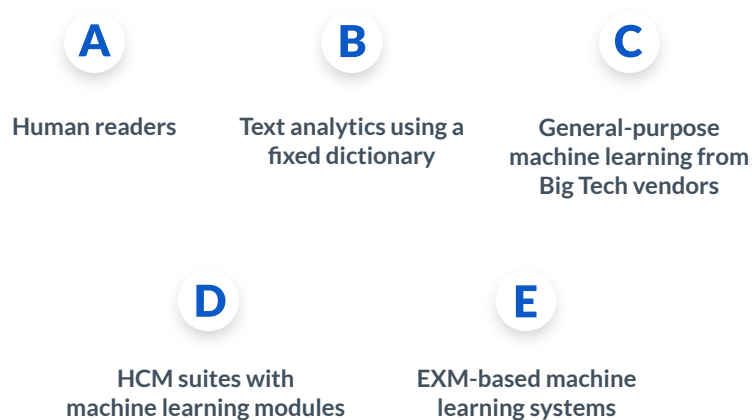 A
Human readers
B
Text analytics using a
fixed dictionary
C
General-purpose
machine learning from
Big Tech vendors
D
HCM suites with
machine learning modules
E
EXM-based machine
learning systems